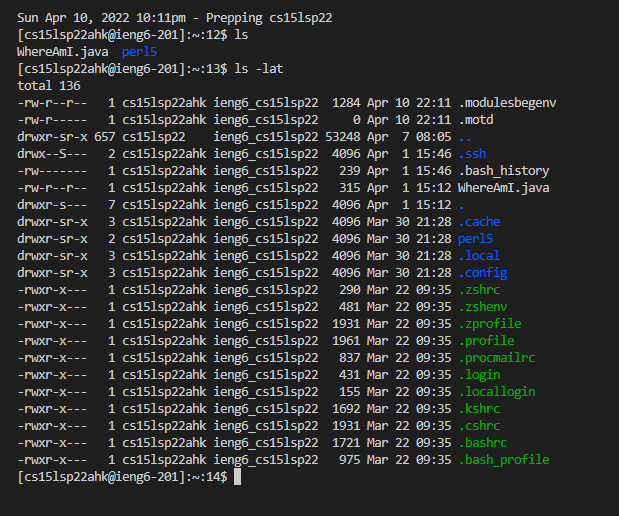 Sun Apr 10, 2022 10:11pm - Prepping cs15lsp22
[cs15lsp22ahk@ieng6-201]:~:12$ ls
WhereAmI.java  perl5
[cs15lsp22ahk@ieng6-201]:~:13$ ls -lat
total 136
-rw-r--r--   1 cs15lsp22ahk ieng6_cs15lsp22  1284 Apr 10 22:11 .modulesbegenv
-rw-r-----   1 cs15lsp22ahk ieng6_cs15lsp22     0 Apr 10 22:11 .motd
drwxr-sr-x 657 cs15lsp22    ieng6_cs15lsp22 53248 Apr  7 08:05 ..
drwx--S---   2 cs15lsp22ahk ieng6_cs15lsp22  4096 Apr  1 15:46 .ssh
-rw-------   1 cs15lsp22ahk ieng6_cs15lsp22   239 Apr  1 15:46 .bash_history
-rw-r--r--   1 cs15lsp22ahk ieng6_cs15lsp22   315 Apr  1 15:12 WhereAmI.java
drwxr-s---   7 cs15lsp22ahk ieng6_cs15lsp22  4096 Apr  1 15:12 .
drwxr-sr-x   3 cs15lsp22ahk ieng6_cs15lsp22  4096 Mar 30 21:28 .cache
drwxr-sr-x   2 cs15lsp22ahk ieng6_cs15lsp22  4096 Mar 30 21:28 perl5
drwxr-sr-x   3 cs15lsp22ahk ieng6_cs15lsp22  4096 Mar 30 21:28 .local
drwxr-sr-x   3 cs15lsp22ahk ieng6_cs15lsp22  4096 Mar 30 21:28 .config
-rwxr-x---   1 cs15lsp22ahk ieng6_cs15lsp22   290 Mar 22 09:35 .zshrc
-rwxr-x---   1 cs15lsp22ahk ieng6_cs15lsp22   481 Mar 22 09:35 .zshenv
-rwxr-x---   1 cs15lsp22ahk ieng6_cs15lsp22  1931 Mar 22 09:35 .zprofile
-rwxr-x---   1 cs15lsp22ahk ieng6_cs15lsp22  1961 Mar 22 09:35 .profile
-rwxr-x---   1 cs15lsp22ahk ieng6_cs15lsp22   837 Mar 22 09:35 .procmailrc
-rwxr-x---   1 cs15lsp22ahk ieng6_cs15lsp22   431 Mar 22 09:35 .login
-rwxr-x---   1 cs15lsp22ahk ieng6_cs15lsp22   155 Mar 22 09:35 .locallogin
-rwxr-x---   1 cs15lsp22ahk ieng6_cs15lsp22  1692 Mar 22 09:35 .kshrc
-rwxr-x---   1 cs15lsp22ahk ieng6_cs15lsp22  1931 Mar 22 09:35 .cshrc
-rwxr-x---   1 cs15lsp22ahk ieng6_cs15lsp22  1721 Mar 22 09:35 .bashrc
-rwxr-x---   1 cs15lsp22ahk ieng6_cs15lsp22   975 Mar 22 09:35 .bash_profile
[cs15lsp22ahk@ieng6-201]:~:14$